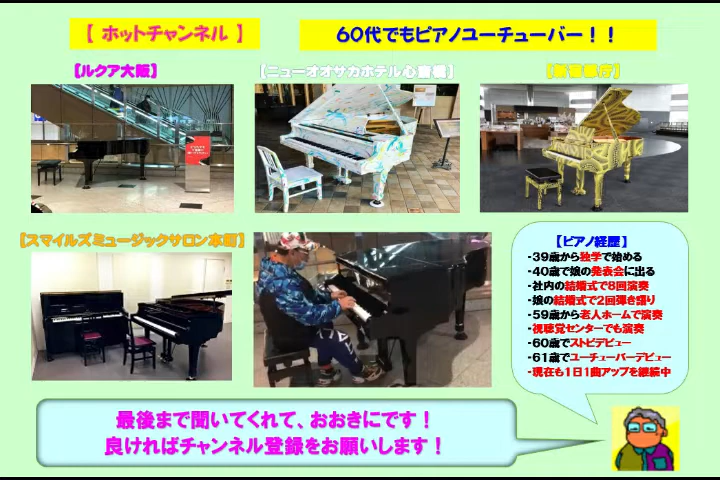 【 ホットチャンネル 】
60代でもピアノユーチューバー！！
【ルクア大阪】
【ニューオオサカホテル心斎橋】
【新宿都庁】
【スマイルズミュージックサロン本町】
【ピアノ経歴】
・39歳から独学で始める
・40歳で娘の発表会に出る
・社内の結婚式で8回演奏
・娘の結婚式で2回弾き語り
・59歳から老人ホームで演奏
・視聴覚センターでも演奏
・60歳でストピデビュー
・61歳でユーチューバーデビュー
・現在も1日1曲アップを継続中
最後まで聞いてくれて、おおきにです！
良ければチャンネル登録をお願いします！